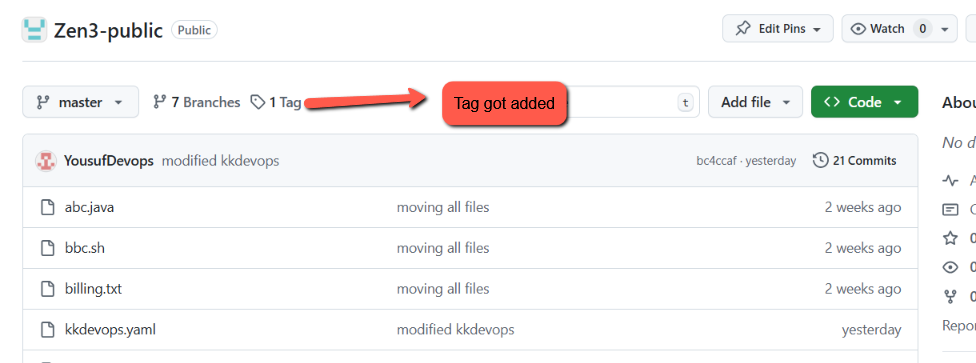 Zen3-public Public Edit Pins Watch 0
master 7 Branches 1 Tag Tag got added t Add file Code
YousufDevops modified kkdevops bc4ccaf · yesterday 21 Commits
abc.java moving all files 2 weeks ago
bbc.sh moving all files 2 weeks ago
billing.txt moving all files 2 weeks ago
kkdevops.yaml modified kkdevops yesterday
Abou
No d
A
0
0
0
Repor